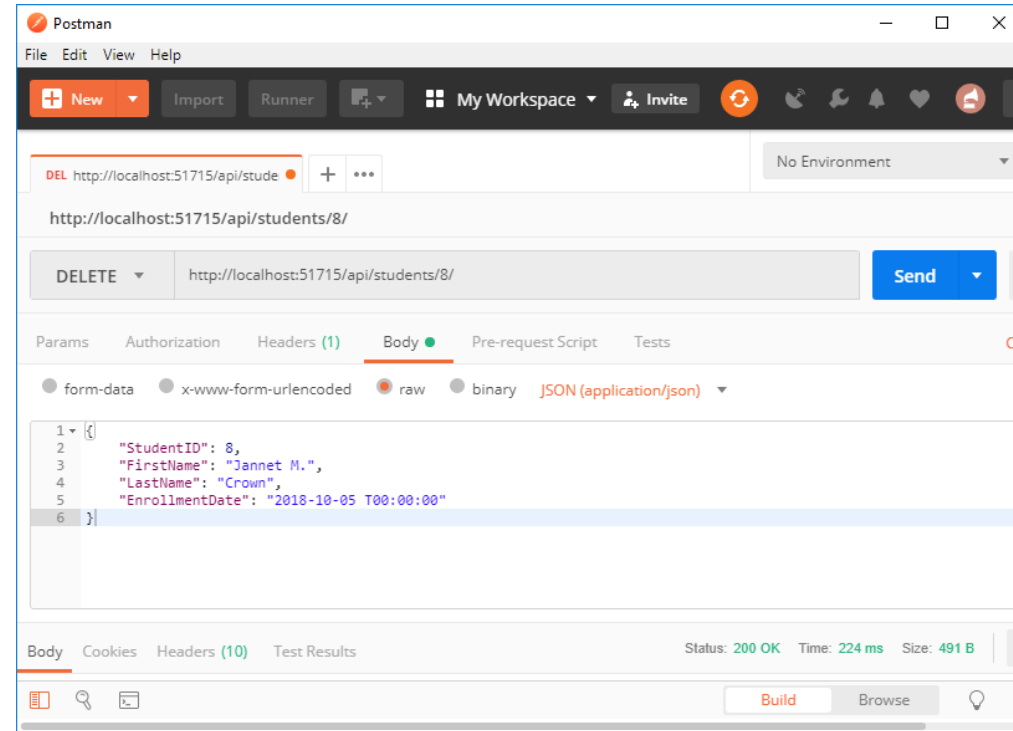 Postman
File Edit View Help
New Import Runner My Workspace Invite
No Environment
DEL http://localhost:51715/api/stude
http://localhost:51715/api/students/8/
DELETE http://localhost:51715/api/students/8/ Send
Params Authorization Headers (1) Body Pre-request Script Tests
form-data x-www-form-urlencoded raw binary JSON (application/json)
1 {
2 "StudentID": 8,
3 "FirstName": "Jannet M.",
4 "LastName": "Crown",
5 "EnrollmentDate": "2018-10-05 T00:00:00"
6 }
Body Cookies Headers (10) Test Results Status: 200 OK Time: 224 ms Size: 491 B
Build Browse